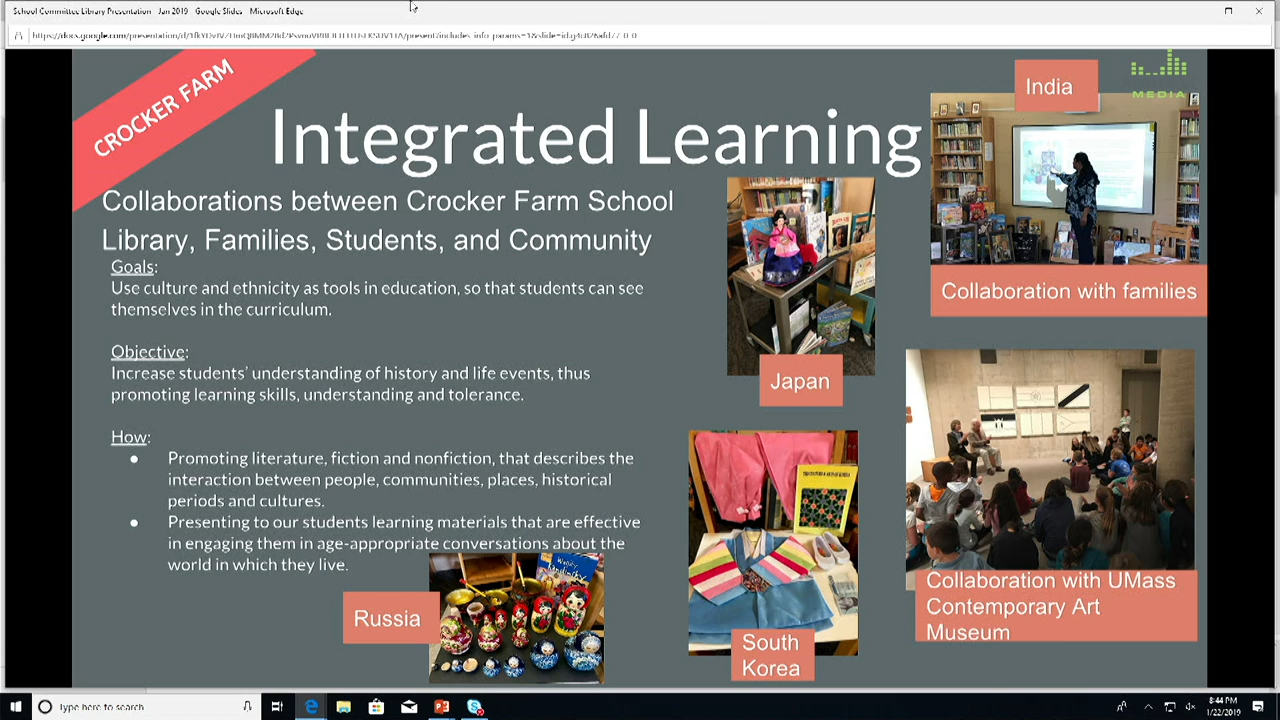 School Committee Library Presentation - Jan 2019 - Google Slides - Microsoft Edge
CROCKER FARM
Integrated Learning
India
MEDIA
Collaborations between Crocker Farm School
Library, Families, Students, and Community
Goals:
Use culture and ethnicity as tools in education, so that students can see
themselves in the curriculum.
Objective:
Increase students' understanding of history and life events, thus
promoting learning skills, understanding and tolerance.
How:
● Promoting literature, fiction and nonfiction, that describes the
interaction between people, communities, places, historical
periods and cultures.
● Presenting to our students learning materials that are effective
in engaging them in age-appropriate conversations about the
world in which they live.
Collaboration with families
Japan
Russia
South
Korea
Collaboration with UMass
Contemporary Art
Museum
Type here to search
8:44 PM
1/22/2019